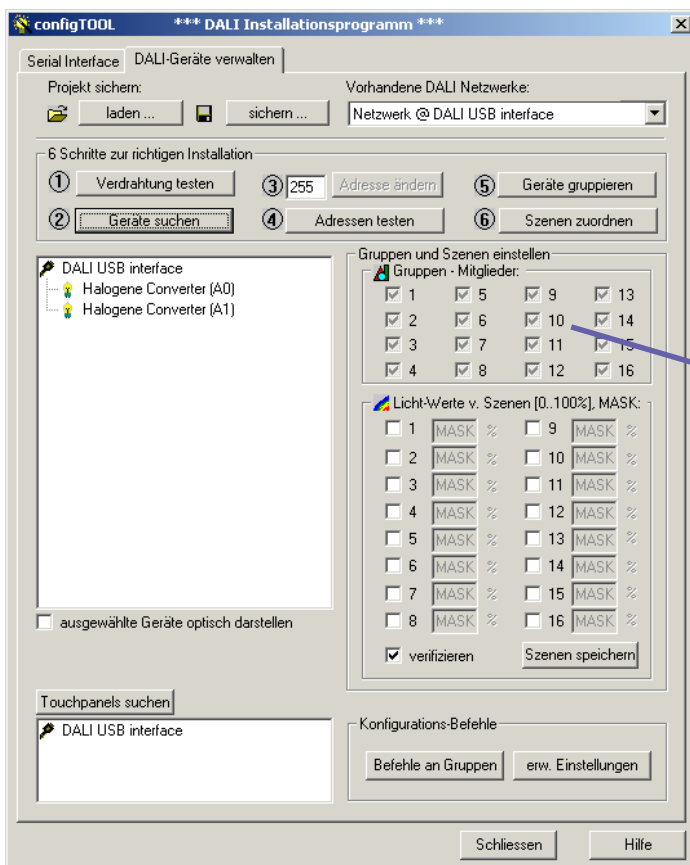 configTOOL *** DALI Installationsprogramm ***
Serial Interface DALI-Geräte verwalten
Projekt sichern:
laden ... sichern ...
Vorhandene DALI Netzwerke:
Netzwerk @ DALI USB interface
6 Schritte zur richtigen Installation
1 Verdrahtung testen 3 255 Adresse ändern 5 Geräte gruppieren
2 Geräte suchen 4 Adressen testen 6 Szenen zuordnen
DALI USB interface
Halogene Converter (A0)
Halogene Converter (A1)
ausgewählte Geräte optisch darstellen
Gruppen und Szenen einstellen
Gruppen - Mitglieder:
1 5 9 13
2 6 10 14
3 7 11 15
4 8 12 16
Licht-Werte v. Szenen [0..100%], MASK:
1 MASK % 9 MASK %
2 MASK % 10 MASK %
3 MASK % 11 MASK %
4 MASK % 12 MASK %
5 MASK % 13 MASK %
6 MASK % 14 MASK %
7 MASK % 15 MASK %
8 MASK % 16 MASK %
verifizieren Szenen speichern
Touchpanels suchen
DALI USB interface
Konfigurations-Befehle
Befehle an Gruppen erw. Einstellungen
Schliessen Hilfe